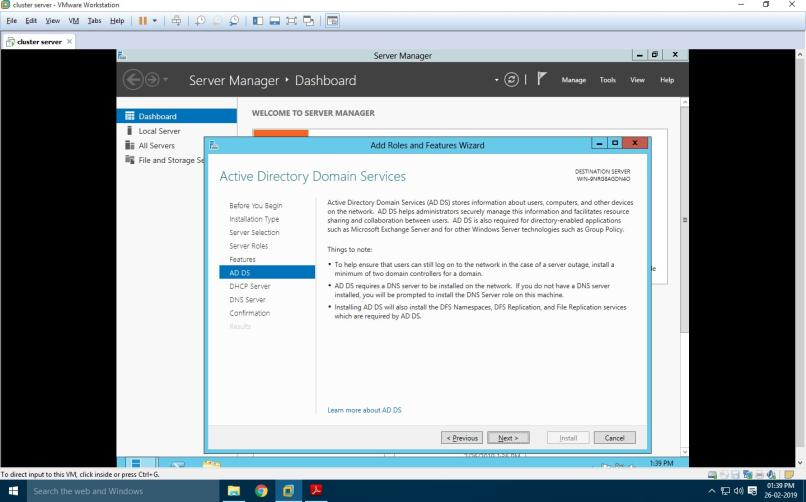 cluster server - VMware Workstation
File Edit View VM Tabs Help
cluster server ×
Server Manager
Server Manager • Dashboard
Manage Tools View Help
Dashboard
Local Server
All Servers
File and Storage Se
WELCOME TO SERVER MANAGER
Add Roles and Features Wizard
Active Directory Domain Services
DESTINATION SERVER
Before You Begin
Installation Type
Server Selection
Server Roles
Features
AD DS
DHCP Server
DNS Server
Confirmation
Results
Active Directory Domain Services (AD DS) stores information about users, computers, and other devices
on the network. AD DS helps administrators securely manage this information and facilitates resource
sharing and collaboration between users. AD DS is also required for directory-enabled applications
such as Microsoft Exchange Server and for other Windows Server technologies such as Group Policy.
Things to note:
• To help ensure that users can still log on to the network in the case of a server outage, install a
minimum of two domain controllers for a domain.
• AD DS requires a DNS server to be installed on the network. If you do not have a DNS server
installed, you will be prompted to install the DNS Server role on this machine.
• Installing AD DS will also install the DFS Namespaces, DFS Replication, and File Replication services
which are required by AD DS.
Learn more about AD DS
< Previous Next > Install Cancel
1:39 PM
To direct input to this VM, click inside or press Ctrl+G.
Search the web and Windows
01:39 PM
26-02-2019